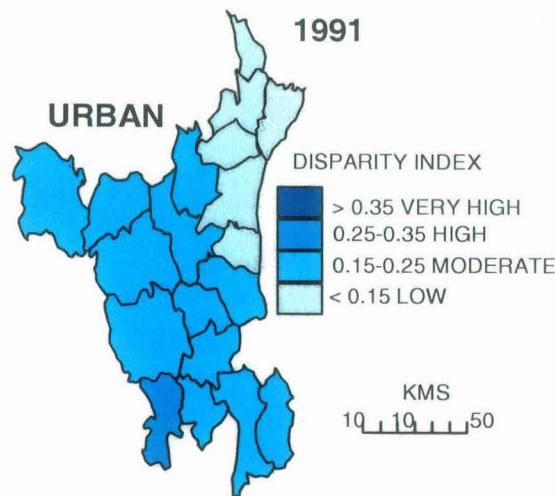 1991
URBAN
DISPARITY INDEX
> 0.35 VERY HIGH
0.25-0.35 HIGH
0.15-0.25 MODERATE
< 0.15 LOW
KMS
10 10 50